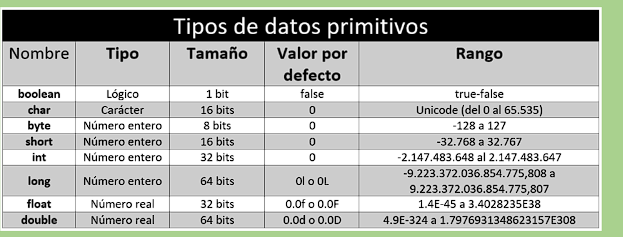 Tipos de datos primitivos
Nombre Tipo Tamaño Valor por defecto Rango
boolean Lógico 1 bit false true-false
char Carácter 16 bits 0 Unicode (del 0 al 65.535)
byte Número entero 8 bits 0 -128 a 127
short Número entero 16 bits 0 -32.768 a 32.767
int Número entero 32 bits 0 -2.147.483.648 al 2.147.483.647
long Número entero 64 bits 0l o 0L -9.223.372.036.854.775,808 a 9.223.372.036.854.775,807
float Número real 32 bits 0.0f o 0.0F 1.4E-45 a 3.4028235E38
double Número real 64 bits 0.0d o 0.0D 4.9E-324 a 1.7976931348623157E308